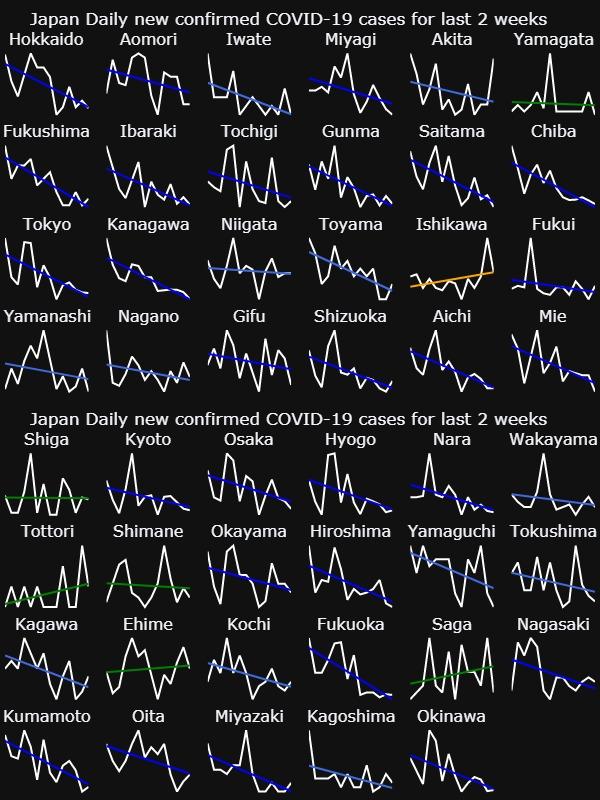 Japan Daily new confirmed COVID-19 cases for last 2 weeks
Hokkaido Aomori Iwate Miyagi Akita Yamagata
Fukushima Ibaraki Tochigi Gunma Saitama Chiba
Tokyo Kanagawa Niigata Toyama Ishikawa Fukui
Yamanashi Nagano Gifu Shizuoka Aichi Mie
Japan Daily new confirmed COVID-19 cases for last 2 weeks
Shiga Kyoto Osaka Hyogo Nara Wakayama
Tottori Shimane Okayama Hiroshima Yamaguchi Tokushima
Kagawa Ehime Kochi Fukuoka Saga Nagasaki
Kumamoto Oita Miyazaki Kagoshima Okinawa